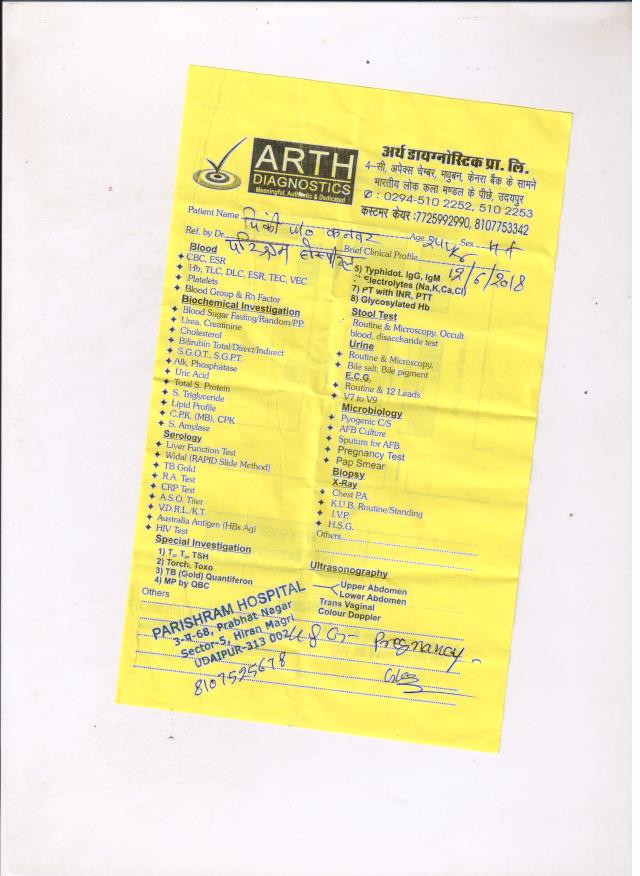 ARTH
DIAGNOSTICS
Meaningful, Authentic & Dedicated
अर्थ डायग्नोस्टिक प्रा. लि.
4-सी, अपेक्स चेम्बर, मधुबन, केनरा बैंक के सामने
भारतीय लोक कला मण्डल के पीछे, उदयपुर
✆ : 0294-510 2252, 510 2253
कस्टमर केयर :7725992990, 8107753342
Patient Name पिंकी w/o कनवर Age 24 Sex
Ref. by Dr. परिश्रम होस्पीटल Brief Clinical Profile 12/6/2018
Blood
CBC, ESR
Hb, TLC, DLC, ESR, TEC, VEC
Platelets
Blood Group & Rh Factor
Biochemical Investigation
Blood Sugar Fasting/Random/P.P.
Urea, Creatinine
Cholesterol
Bilirubin Total/Direct/Indirect
S.G.O.T., S.G.P.T.
Alk, Phosphatase
Uric Acid
Total S. Protein
S. Triglyceride
Lipid Profile
C.P.K. (MB), CPK
S. Amylase
Serology
Liver Function Test
Widal (RAPID Slide Method)
TB Gold
R.A. Test
CRP Test
A.S.O. Titer
V.D.R.L./K.T.
Australia Antigen (HBs Ag)
HIV Test
Special Investigation
1) T₃, T₄, TSH
2) Torch, Toxo
3) TB (Gold) Quantiferon
4) MP by QBC
Others
5) Typhidot. IgG, IgM
Electrolytes (Na,K,Ca,Cl)
7) PT with INR, PTT
8) Glycosylated Hb
Stool Test
Routine & Microscopy, Occult
blood, disaccharide test
Urine
Routine & Microscopy,
Bile salt, Bile pigment
E.C.G.
Routine & 12 Leads
V7 to V9
Microbiology
Pyogenic C/S
AFB Culture
Sputum for AFB
Pregnancy Test
Pap Smear
Biopsy
X-Ray
Chest P.A.
K.U.B. Routine/Standing
I.V.P.
H.S.G.
Others
Ultrasonography
Upper Abdomen
Lower Abdomen
Trans Vaginal
Colour Doppler
PARISHRAM HOSPITAL
3-प-68, Prabhat Nagar
Sector-5, Hiran Magri
UDAIPUR-313 002
8107525678
Pregnancy